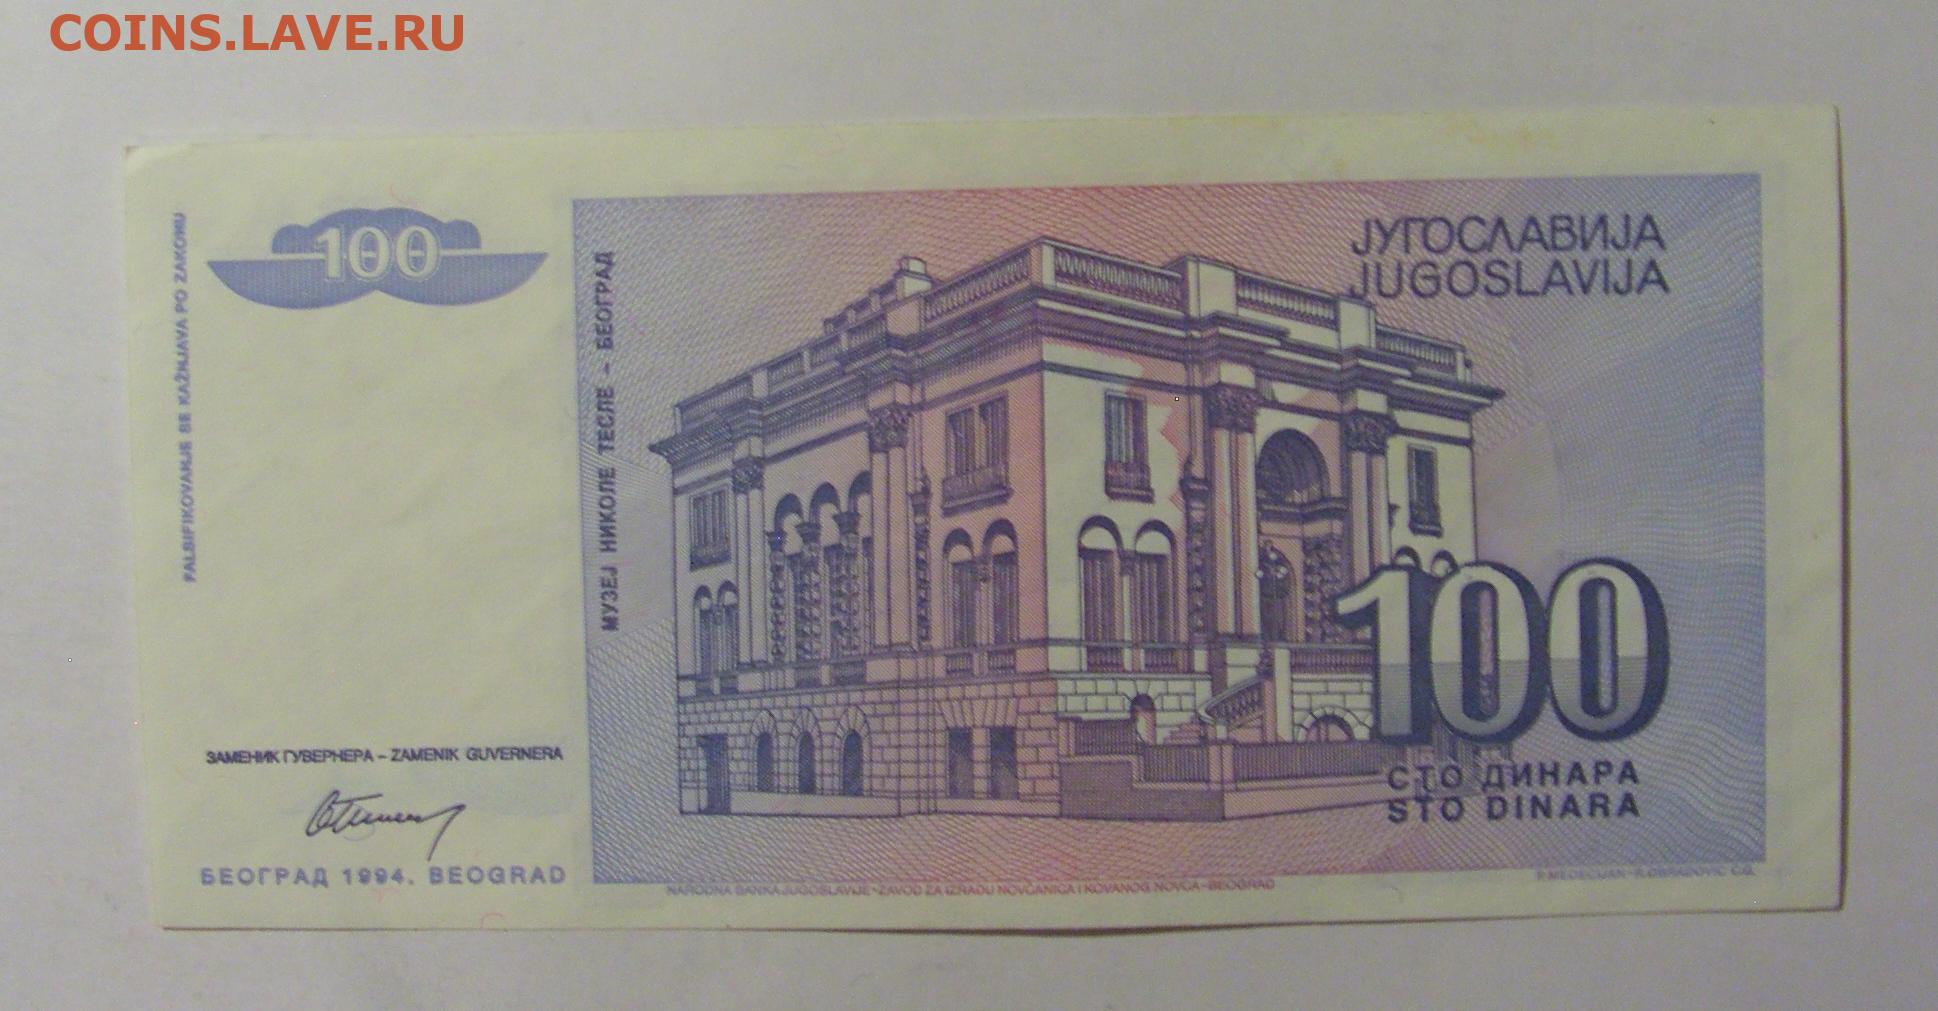 COINS.LAVE.RU
FALSIFIKOVANJE SE KAŽNJAVA PO ZAKONU
100
МУЗЕЈ НИКОЛЕ ТЕСЛЕ – БЕОГРАД
ЈУГОСЛАВИЈА
JUGOSLAVIJA
100
СТО ДИНАРА
STO DINARA
ЗАМЕНИК ГУВЕРНЕРА – ZAMENIK GUVERNERA
БЕОГРАД 1994. BEOGRAD
NARODNA BANKA JUGOSLAVIJE • ZAVOD ZA IZRADU NOVČANICA I KOVANOG NOVCA – BEOGRAD